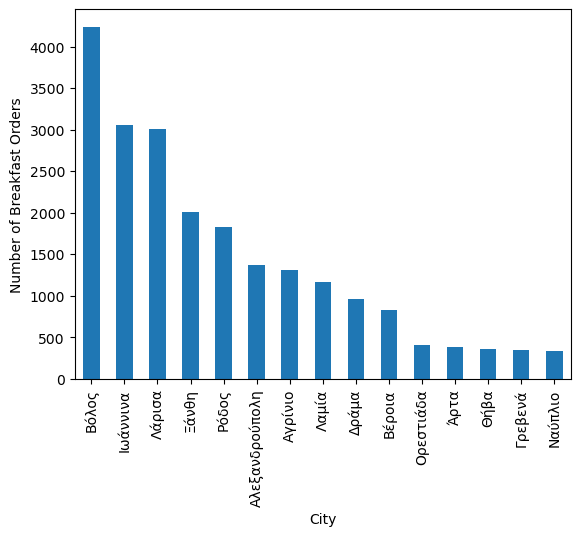 4000
3500
3000
2500
2000
1500
1000
500
0
Number of Breakfast Orders
Βόλος
Ιωάννινα
Λάρισα
Ξάνθη
Ρόδος
Αλεξανδρούπολη
Αγρίνιο
Λαμία
Δράμα
Βέροια
Ορεστιάδα
Άρτα
Θήβα
Γρεβενά
Ναύπλιο
City